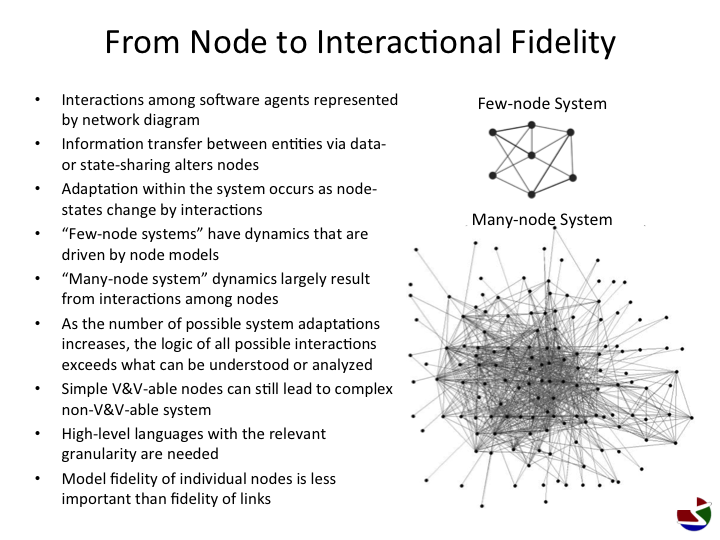 From Node to Interactional Fidelity
• Interactions among software agents represented
by network diagram
• Information transfer between entities via data-
or state-sharing alters nodes
• Adaptation within the system occurs as node-
states change by interactions
• “Few-node systems” have dynamics that are
driven by node models
• “Many-node system” dynamics largely result
from interactions among nodes
• As the number of possible system adaptations
increases, the logic of all possible interactions
exceeds what can be understood or analyzed
• Simple V&V-able nodes can still lead to complex
non-V&V-able system
• High-level languages with the relevant
granularity are needed
• Model fidelity of individual nodes is less
important than fidelity of links
Few-node System
Many-node System